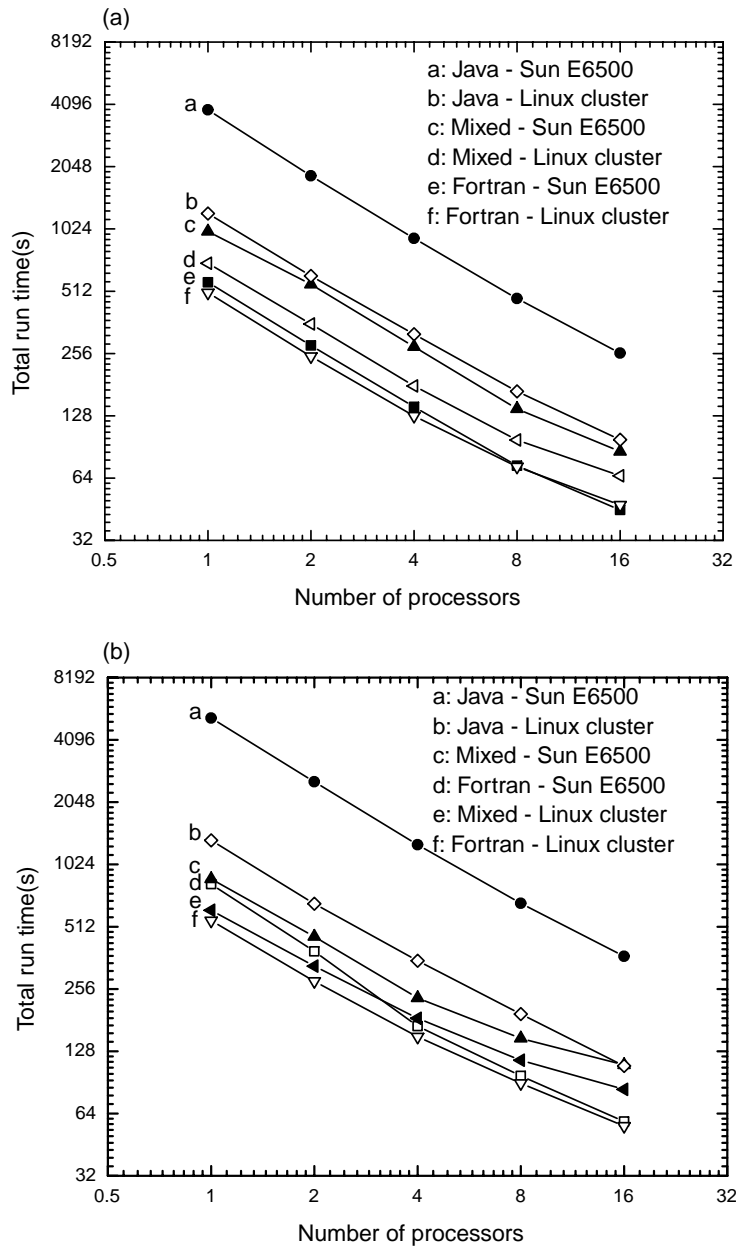 (a)
8192
4096
2048
1024
512
256
128
64
32
0.5
1
2
4
8
16
32
Total run time(s)
Number of processors
a
b
c
d
e
f
a: Java - Sun E6500
b: Java - Linux cluster
c: Mixed - Sun E6500
d: Mixed - Linux cluster
e: Fortran - Sun E6500
f: Fortran - Linux cluster
(b)
8192
4096
2048
1024
512
256
128
64
32
0.5
1
2
4
8
16
32
Total run time(s)
Number of processors
a
b
c
d
e
f
a: Java - Sun E6500
b: Java - Linux cluster
c: Mixed - Sun E6500
d: Fortran - Sun E6500
e: Mixed - Linux cluster
f: Fortran - Linux cluster